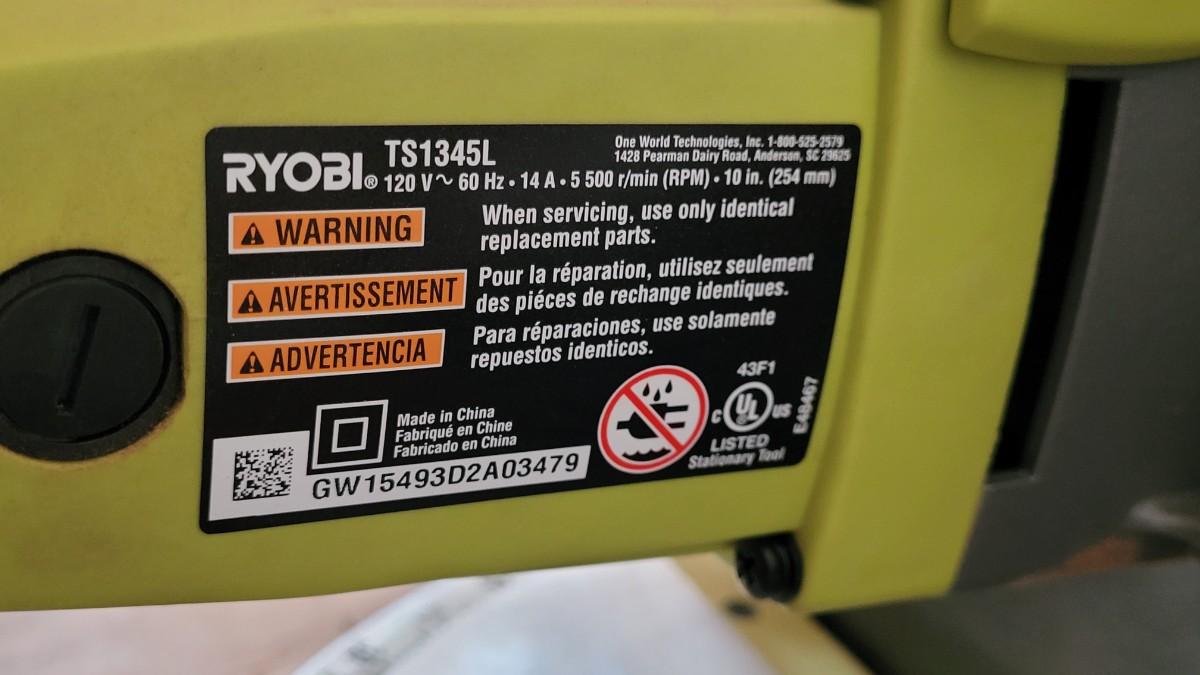 RYOBI® TS1345L
120 V~ 60 Hz • 14 A • 5 500 r/min (RPM) • 10 in. (254 mm)
One World Technologies, Inc. 1-800-525-2579
1428 Pearman Dairy Road, Anderson, SC 29625
WARNING
When servicing, use only identical
replacement parts.
AVERTISSEMENT
Pour la réparation, utilisez seulement
des piéces de rechange identiques.
ADVERTENCIA
Para réparaciones, use solamente
repuestos identicos.
Made in China
Fabriqué en Chine
Fabricado en China
GW15493D2A03479
43F1
c UL us
LISTED
Stationary Tool
E46467